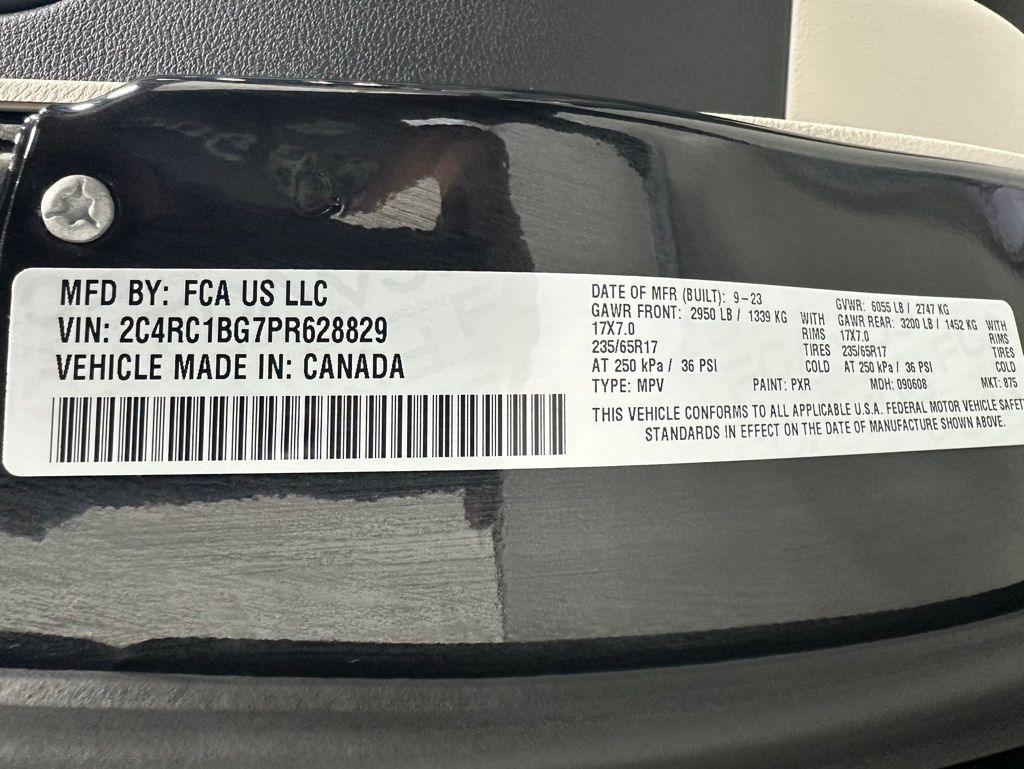 MFD BY: FCA US LLC
VIN: 2C4RC1BG7PR628829
VEHICLE MADE IN: CANADA
DATE OF MFR (BUILT): 9-23 GVWR: 6055 LB / 2747 KG
GAWR FRONT: 2950 LB / 1339 KG WITH GAWR REAR: 3200 LB / 1452 KG WITH
17X7.0 RIMS 17X7.0 RIMS
235/65R17 TIRES 235/65R17 TIRES
AT 250 kPa / 36 PSI COLD AT 250 kPa / 36 PSI COLD
TYPE: MPV PAINT: PXR MDH: 090608 MKT: 875
THIS VEHICLE CONFORMS TO ALL APPLICABLE U.S.A. FEDERAL MOTOR VEHICLE SAFET
STANDARDS IN EFFECT ON THE DATE OF MANUFACTURE SHOWN ABOVE.